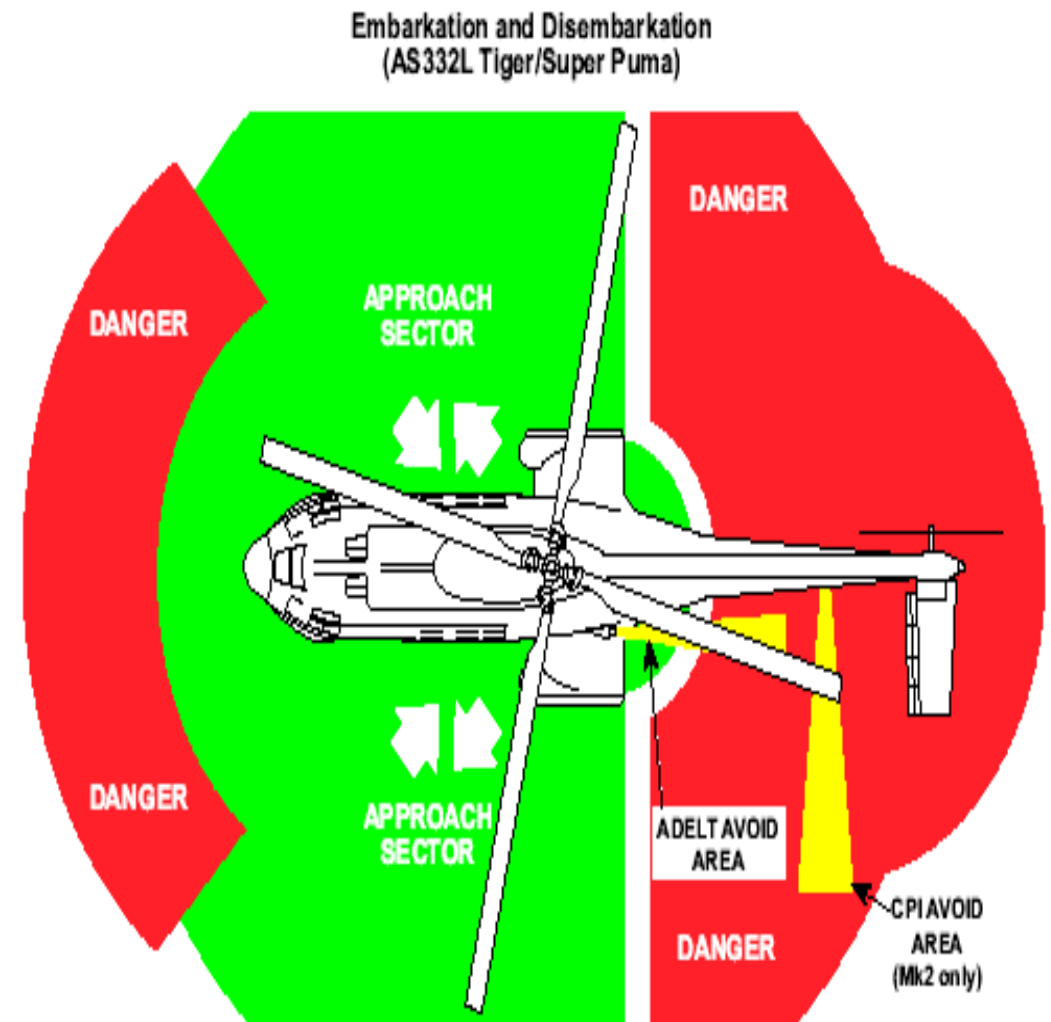 Embarkation and Disembarkation
(AS332L Tiger/Super Puma)
DANGER
DANGER
APPROACH
SECTOR
DANGER
APPROACH
SECTOR
ADELT AVOID
AREA
CPI AVOID
AREA
(Mk2 only)
DANGER